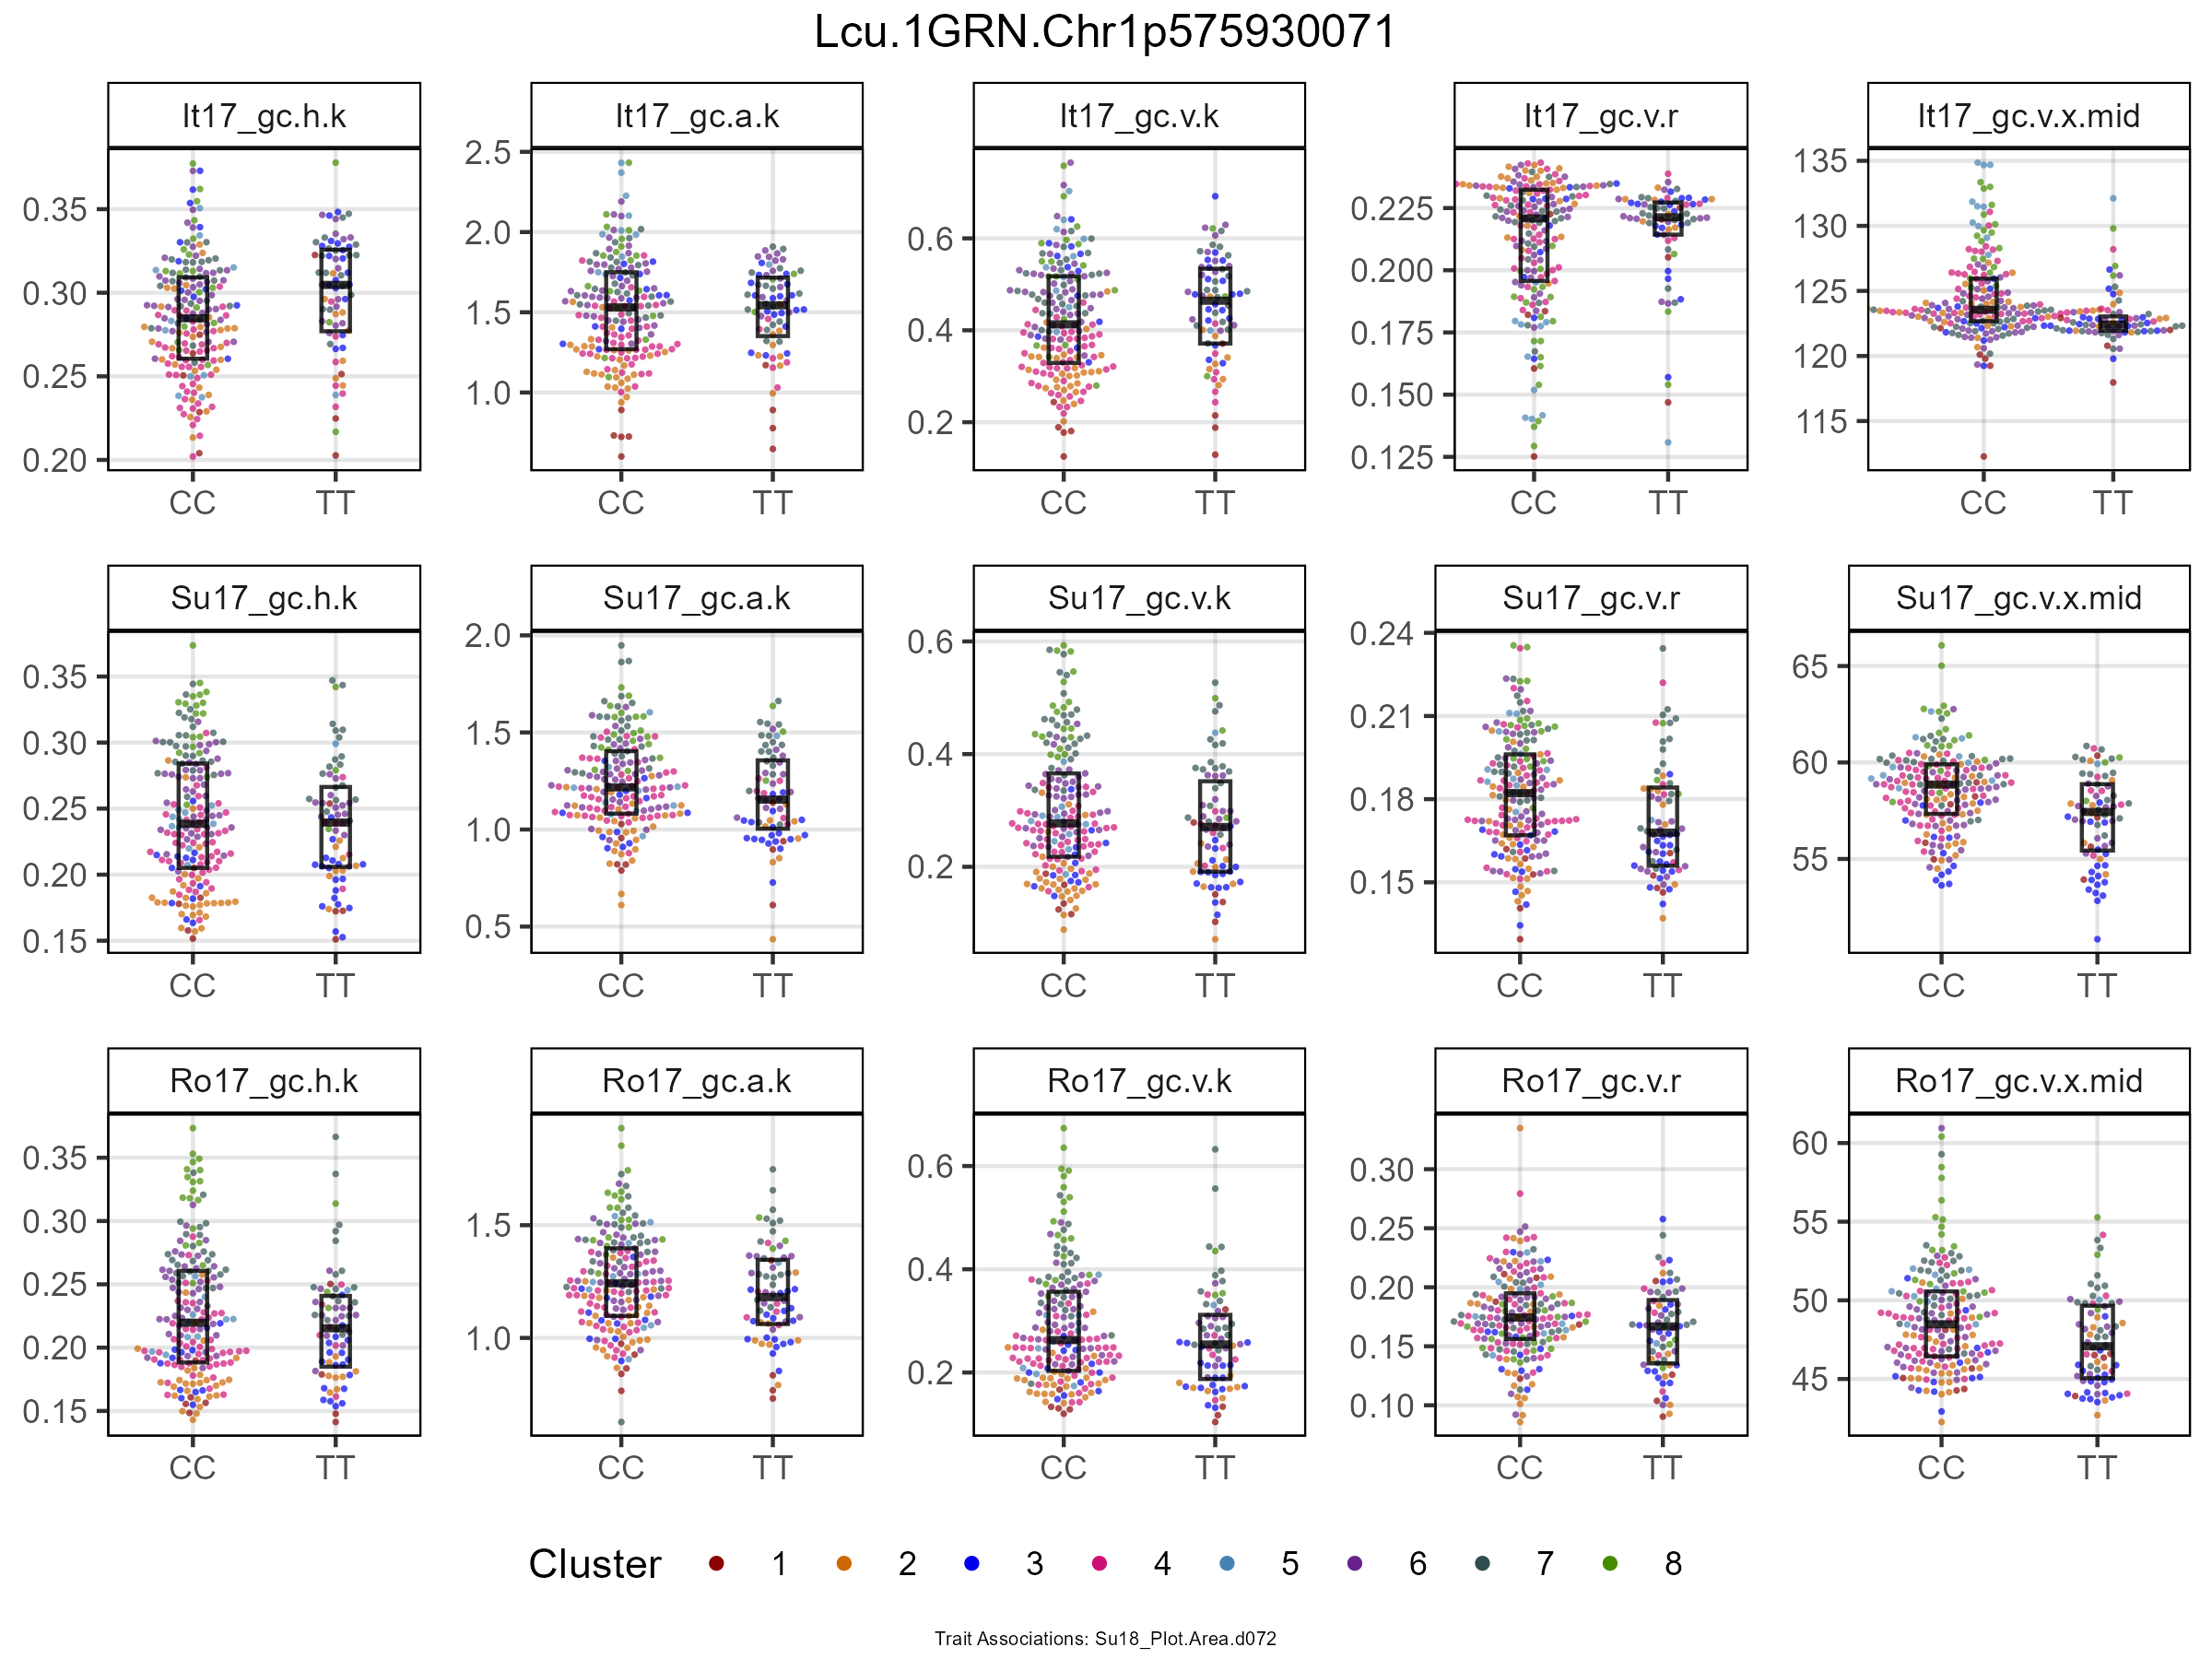 Lcu.1GRN.Chr1p575930071
It17_gc.h.k It17_gc.a.k It17_gc.v.k It17_gc.v.r It17_gc.v.x.mid
0.35 0.30 0.25 0.20 2.5 2.0 1.5 1.0 0.6 0.4 0.2 0.225 0.200 0.175 0.150 0.125 135 130 125 120 115
CC TT CC TT CC TT CC TT CC TT
Su17_gc.h.k Su17_gc.a.k Su17_gc.v.k Su17_gc.v.r Su17_gc.v.x.mid
0.35 0.30 0.25 0.20 0.15 2.0 1.5 1.0 0.5 0.6 0.4 0.2 0.24 0.21 0.18 0.15 65 60 55
CC TT CC TT CC TT CC TT CC TT
Ro17_gc.h.k Ro17_gc.a.k Ro17_gc.v.k Ro17_gc.v.r Ro17_gc.v.x.mid
0.35 0.30 0.25 0.20 0.15 1.5 1.0 0.6 0.4 0.2 0.30 0.25 0.20 0.15 0.10 60 55 50 45
CC TT CC TT CC TT CC TT CC TT
Cluster 1 2 3 4 5 6 7 8
Trait Associations: Su18_Plot.Area.d072